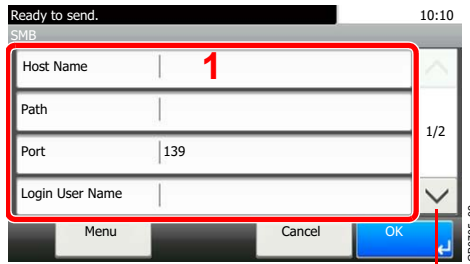 Ready to send. 10:10
SMB
Host Name 1
Path
1/2
Port 139
Login User Name
Menu Cancel OK